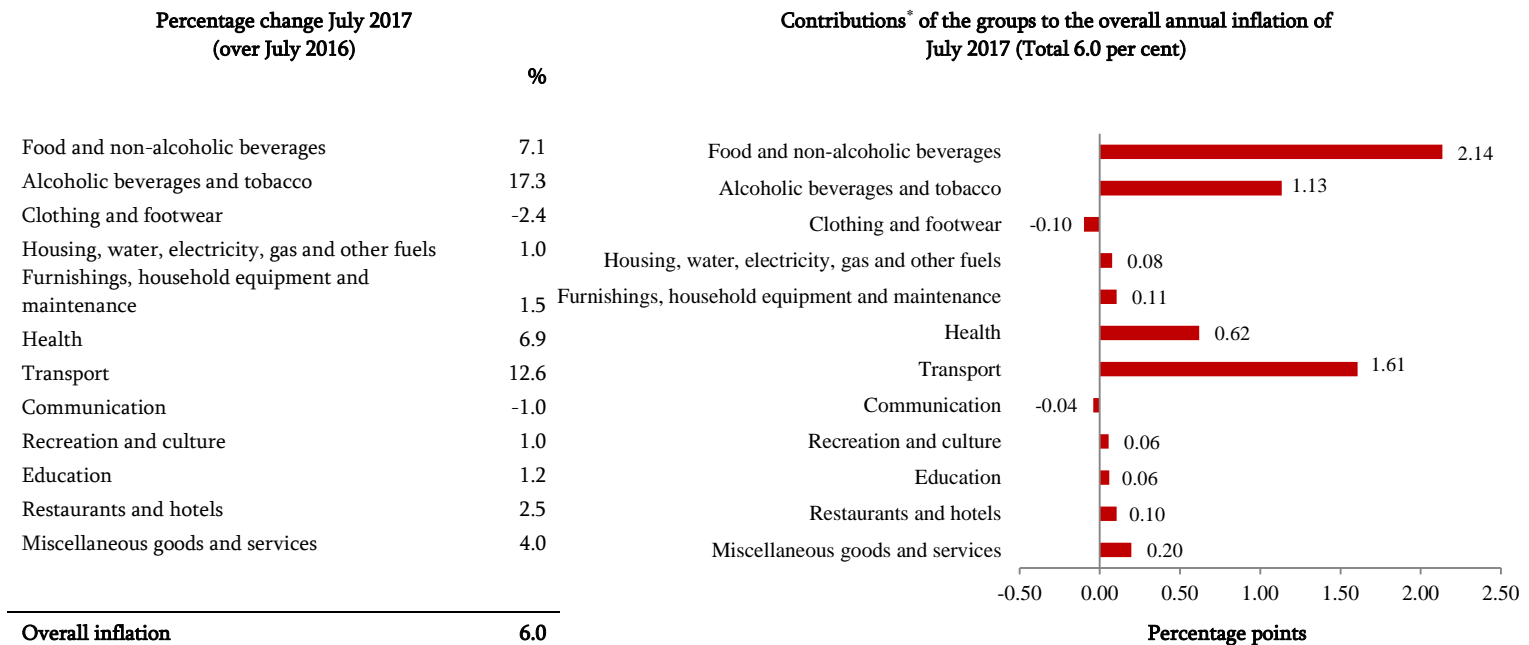 Percentage change July 2017
(over July 2016)
%
Food and non-alcoholic beverages 7.1
Alcoholic beverages and tobacco 17.3
Clothing and footwear -2.4
Housing, water, electricity, gas and other fuels 1.0
Furnishings, household equipment and
maintenance 1.5
Health 6.9
Transport 12.6
Communication -1.0
Recreation and culture 1.0
Education 1.2
Restaurants and hotels 2.5
Miscellaneous goods and services 4.0
Overall inflation 6.0
Contributions* of the groups to the overall annual inflation of
July 2017 (Total 6.0 per cent)
Food and non-alcoholic beverages 2.14
Alcoholic beverages and tobacco 1.13
Clothing and footwear -0.10
Housing, water, electricity, gas and other fuels 0.08
Furnishings, household equipment and maintenance 0.11
Health 0.62
Transport 1.61
Communication -0.04
Recreation and culture 0.06
Education 0.06
Restaurants and hotels 0.10
Miscellaneous goods and services 0.20
-0.50 0.00 0.50 1.00 1.50 2.00 2.50
Percentage points